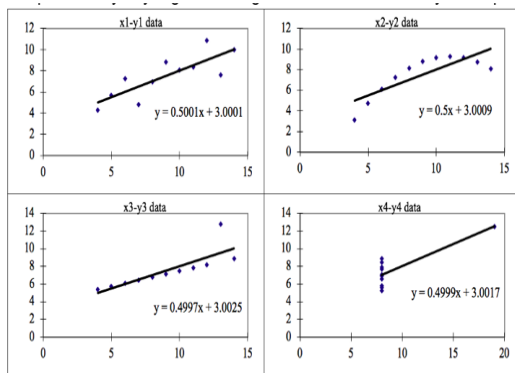 x1-y1 data
12
10
8
6
4
2
0
0 5 10 15
y = 0.5001x + 3.0001
x2-y2 data
12
10
8
6
4
2
0
0 5 10 15
y = 0.5x + 3.0009
x3-y3 data
14
12
10
8
6
4
2
0
0 5 10 15
y = 0.4997x + 3.0025
x4-y4 data
14
12
10
8
6
4
2
0
0 5 10 15 20
y = 0.4999x + 3.0017